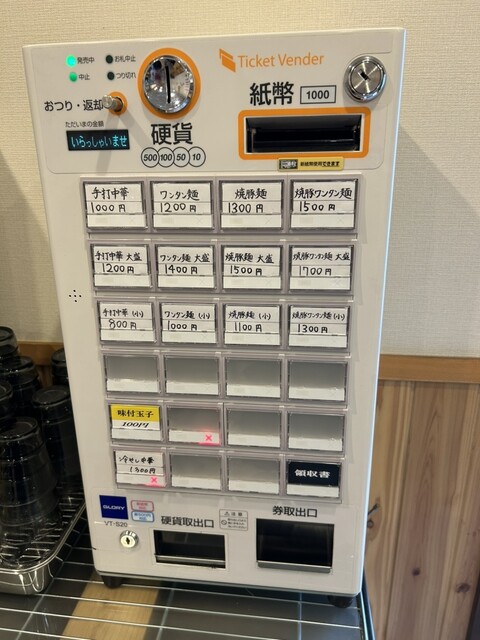 発売中
お札中止
中止
つり切れ
Ticket Vender
おつり・返却
ただいまの金額
いらっしゃいませ
硬貨
500 100 50 10
紙幣 1000
手打中華
1000円
ワンタン麺
1200円
焼豚麺
1300円
焼豚ワンタン麺
1500円
手打中華 大盛
1200円
ワンタン麺 大盛
1400円
焼豚麺 大盛
1500円
焼豚ワンタン麺 大盛
1700円
手打中華 (小)
800円
ワンタン麺 (小)
1000円
焼豚麺 (小)
1100円
焼豚ワンタン麺 (小)
1300円
味付玉子
100円
冷やし中華
1300円
領収書
GLORY
VT-S20
硬貨取出口
券取出口